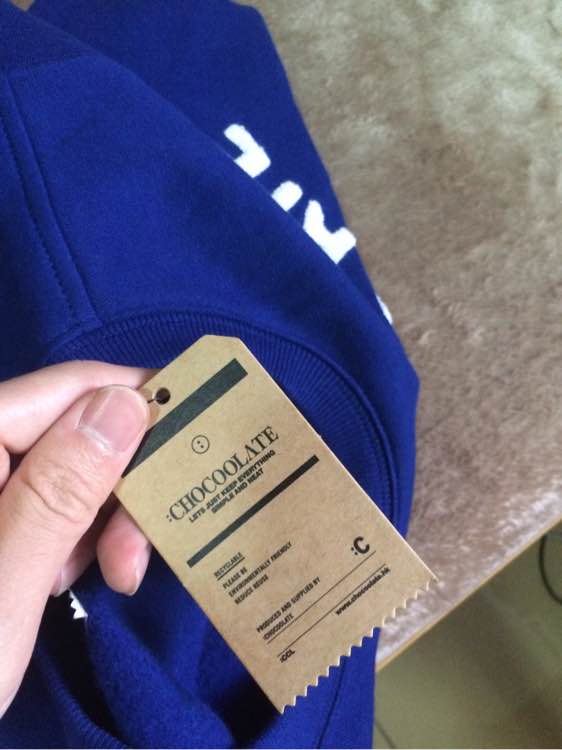 :CHOCOOLATE
LETS JUST KEEP EVERYTHING
SIMPLE AND NEAT
RECYCLABLE
PLEASE BE
ENVIRONMENTALLY FRIENDLY
REDUCE REUSE
:C
PRODUCED AND SUPPLIED BY
:CHOCOOLATE
www.chocoolate.hk
:CCL